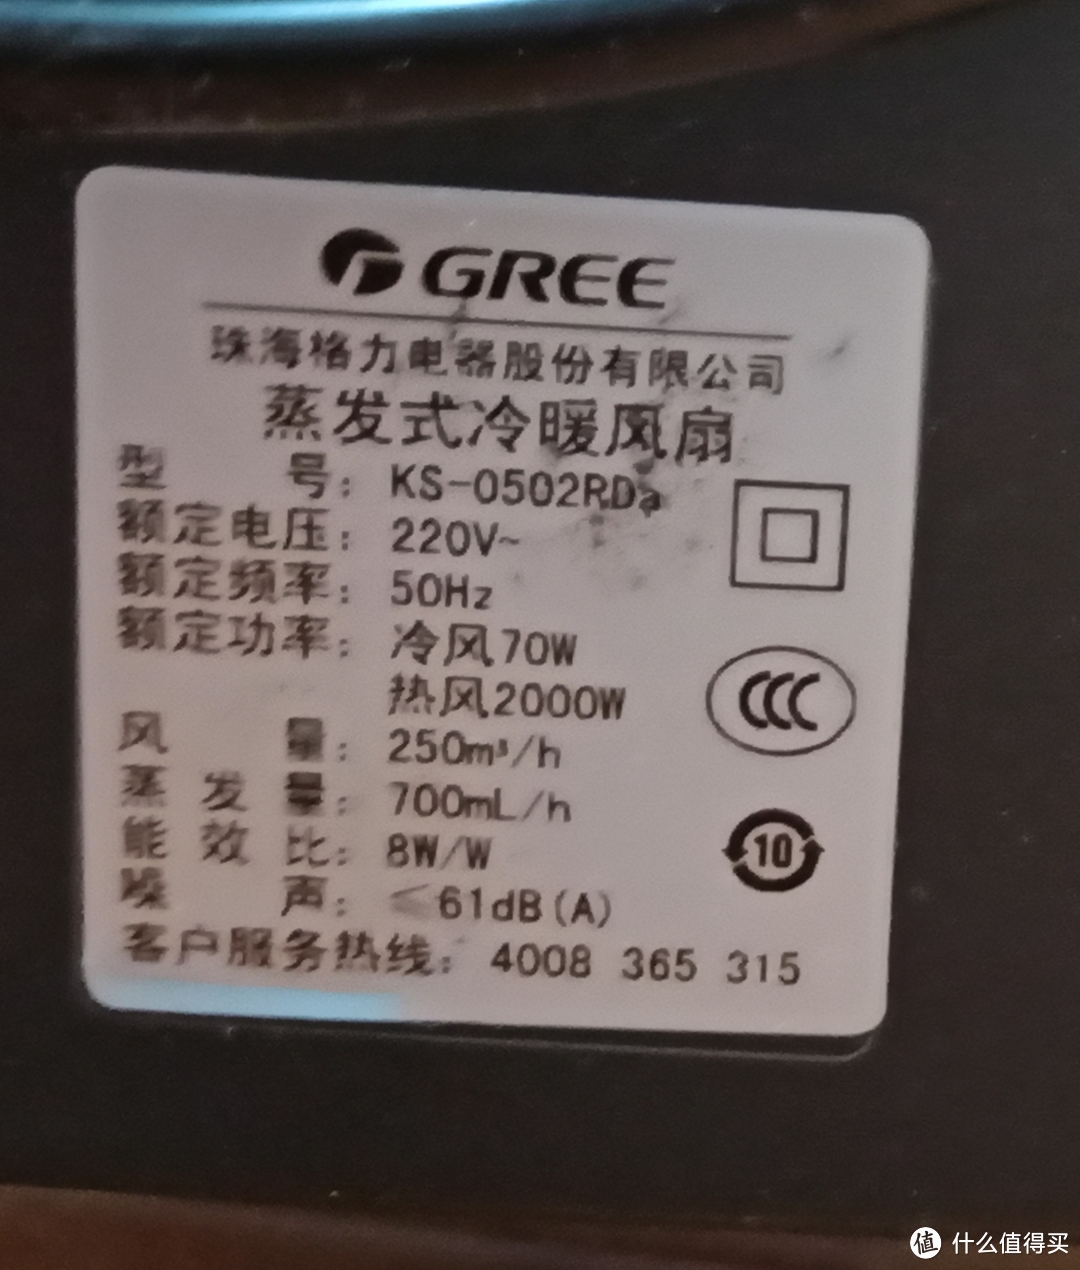 GREE
珠海格力电器股份有限公司
蒸发式冷暖风扇
型 号: KS-0502RDa
额定电压: 220V~
额定频率: 50Hz
额定功率: 冷风70W
热风2000W
风 量: 250m³/h
蒸 发 量: 700mL/h
能 效 比: 8W/W
噪 声: ≤61dB(A)
客户服务热线: 4008 365 315
CCC
10
值 什么值得买